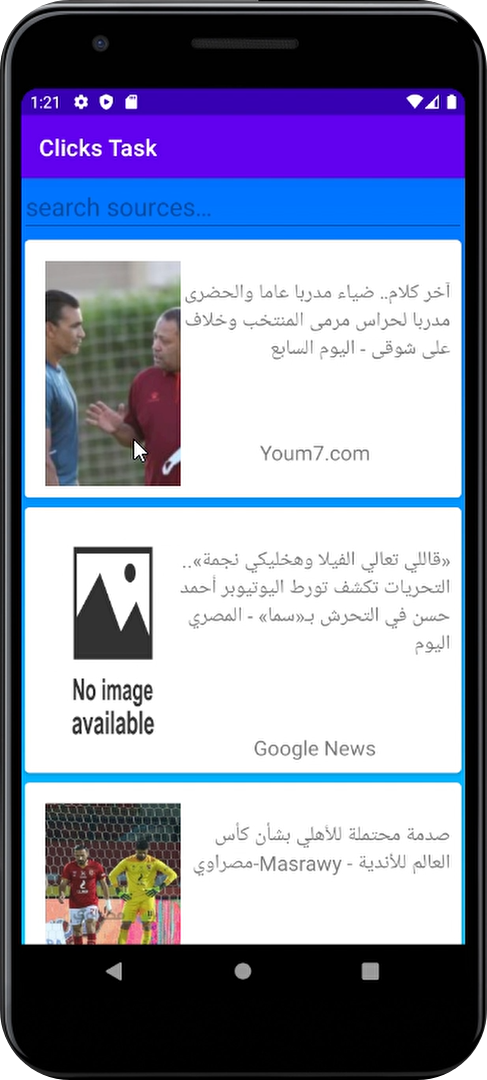 1:21
Clicks Task
search sources...
آخر كلام.. ضياء مدربا عاما والحضرى
مدربا لحراس مرمى المنتخب وخلاف
على شوقى - اليوم السابع
Youm7.com
«قاللي تعالي الفيلا وهخليكي نجمة»..
التحريات تكشف تورط اليوتيوبر أحمد
حسن في التحرش بـ«سما» - المصري
اليوم
No image
available
Google News
صدمة محتملة للأهلي بشأن كأس
العالم للأندية - Masrawy-مصراوي